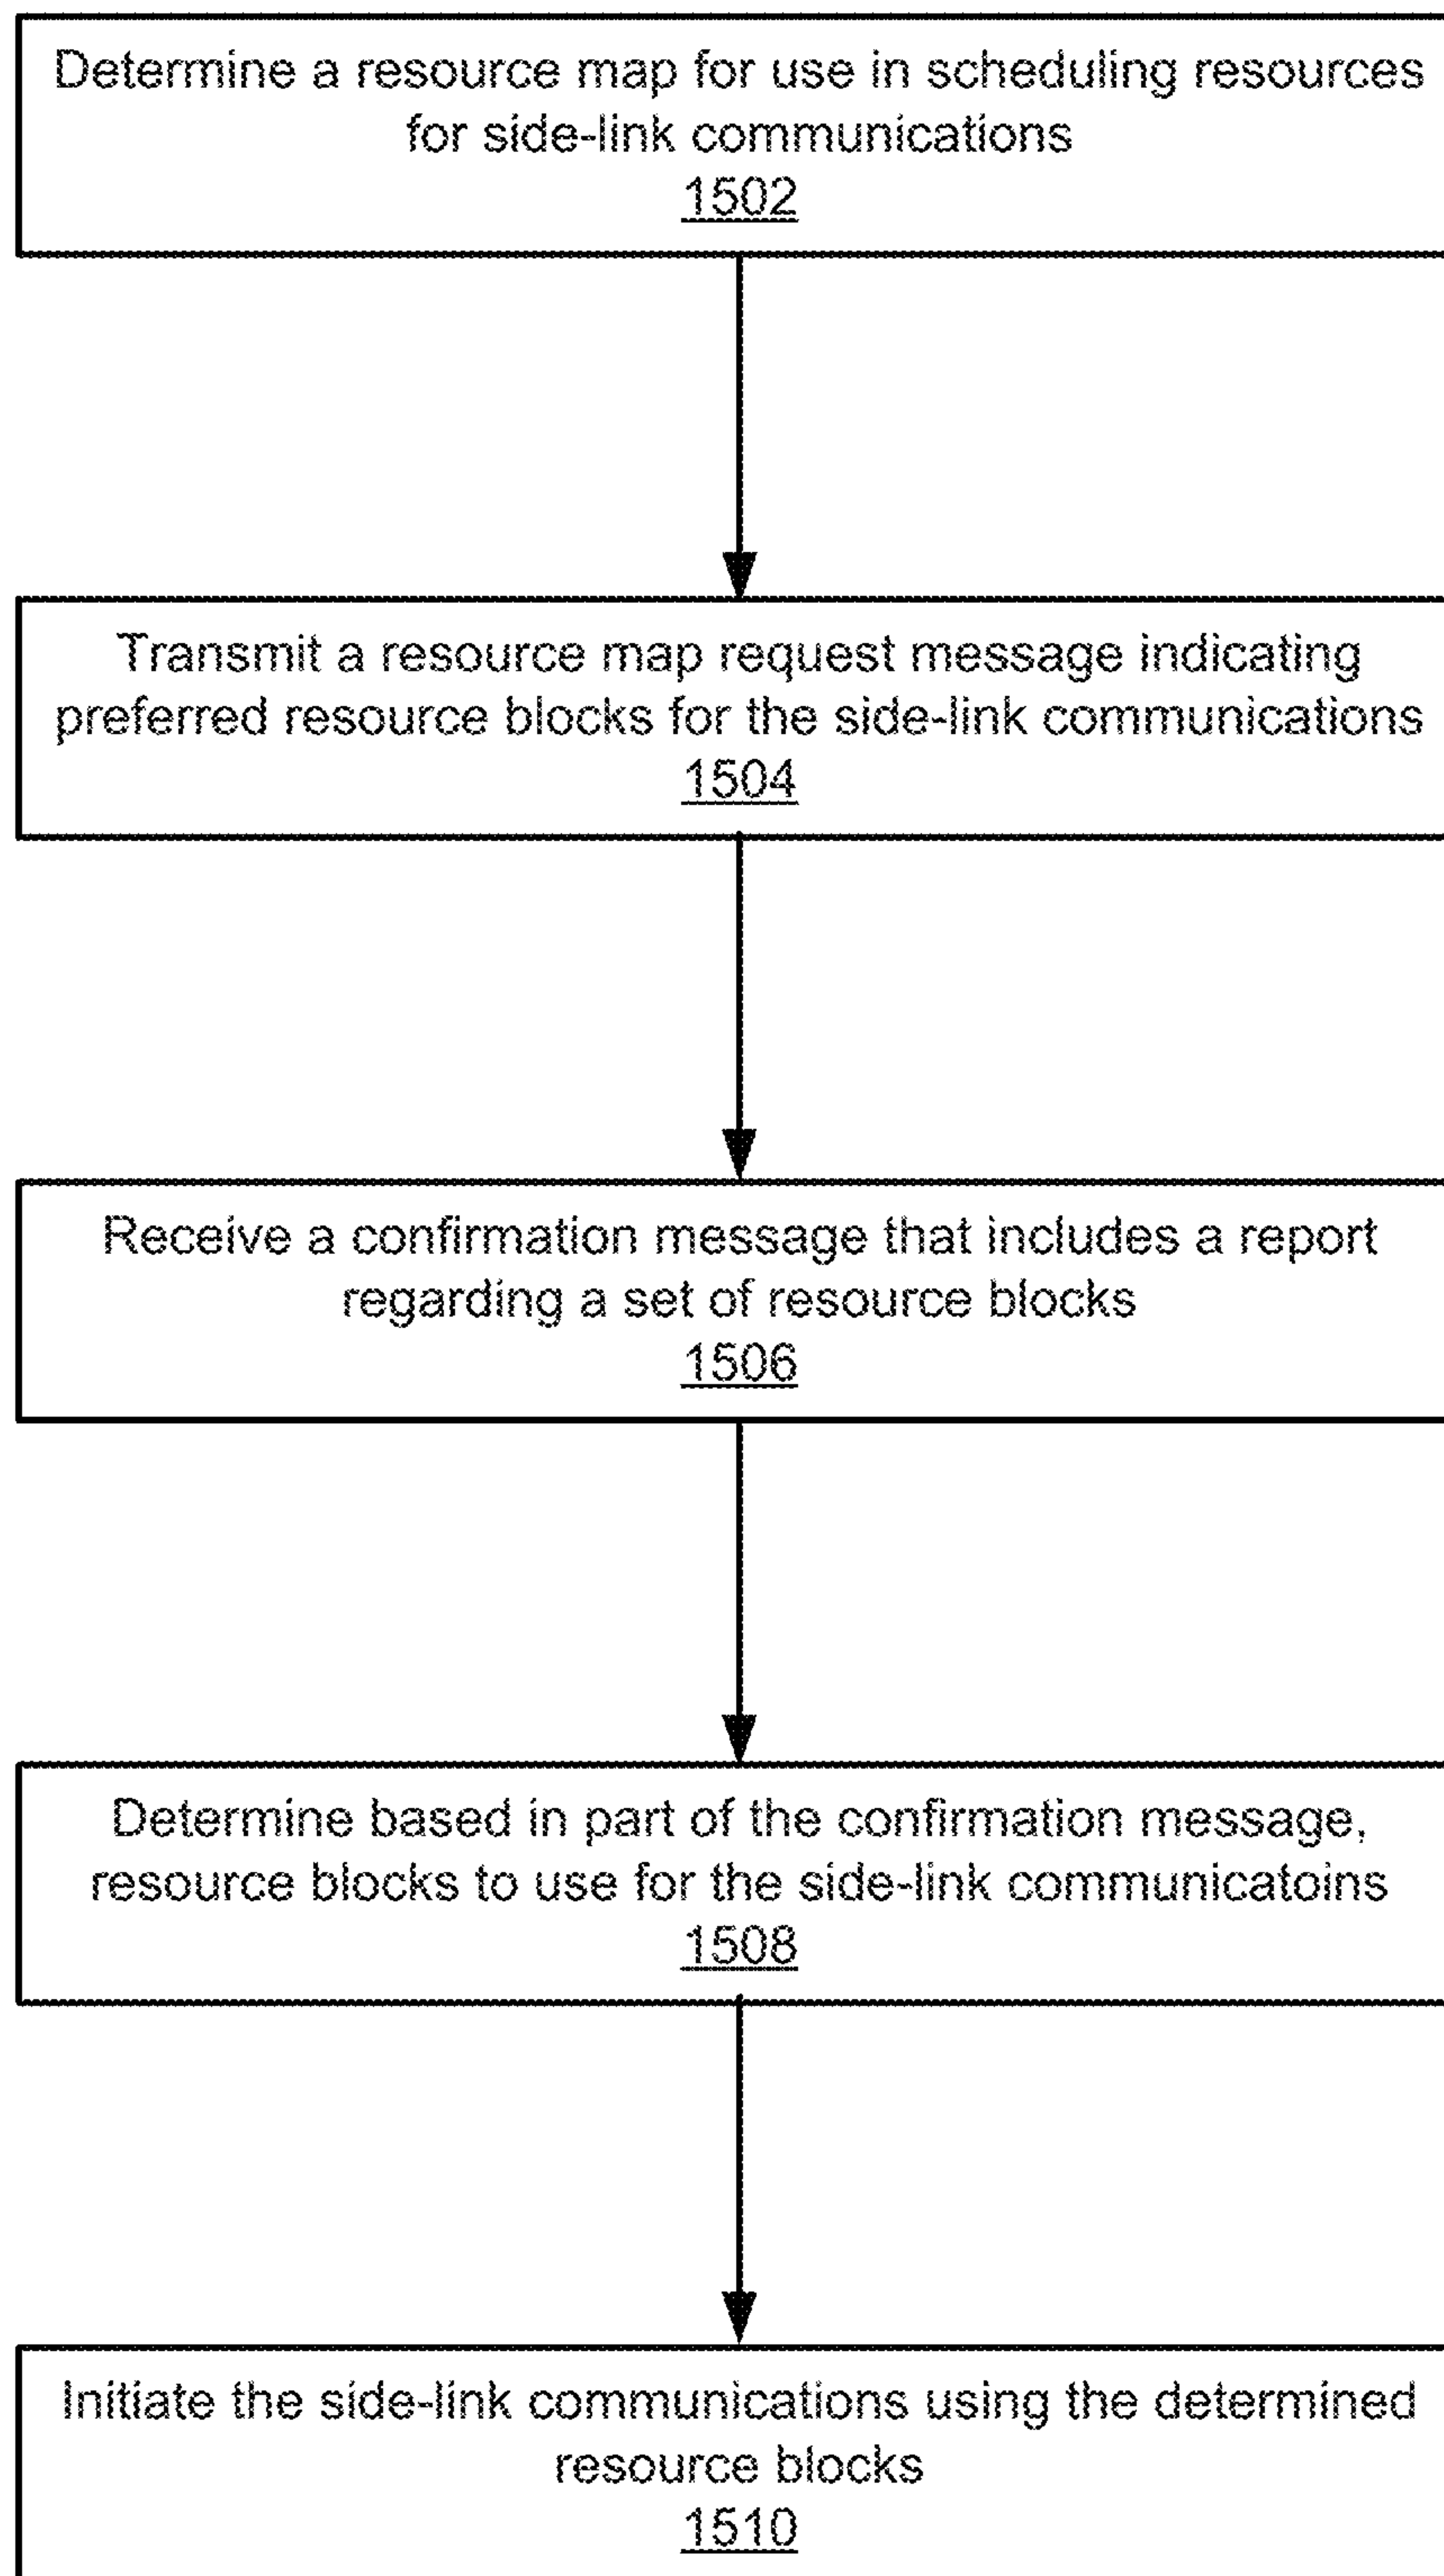 Determine a resource map for use in scheduling resources
for side-link communications
1502
Transmit a resource map request message indicating
preferred resource blocks for the side-link communications
1504
Receive a confirmation message that includes a report
regarding a set of resource blocks
1506
Determine based in part of the confirmation message,
resource blocks to use for the side-link communicatoins
1508
Initiate the side-link communications using the determined
resource blocks
1510